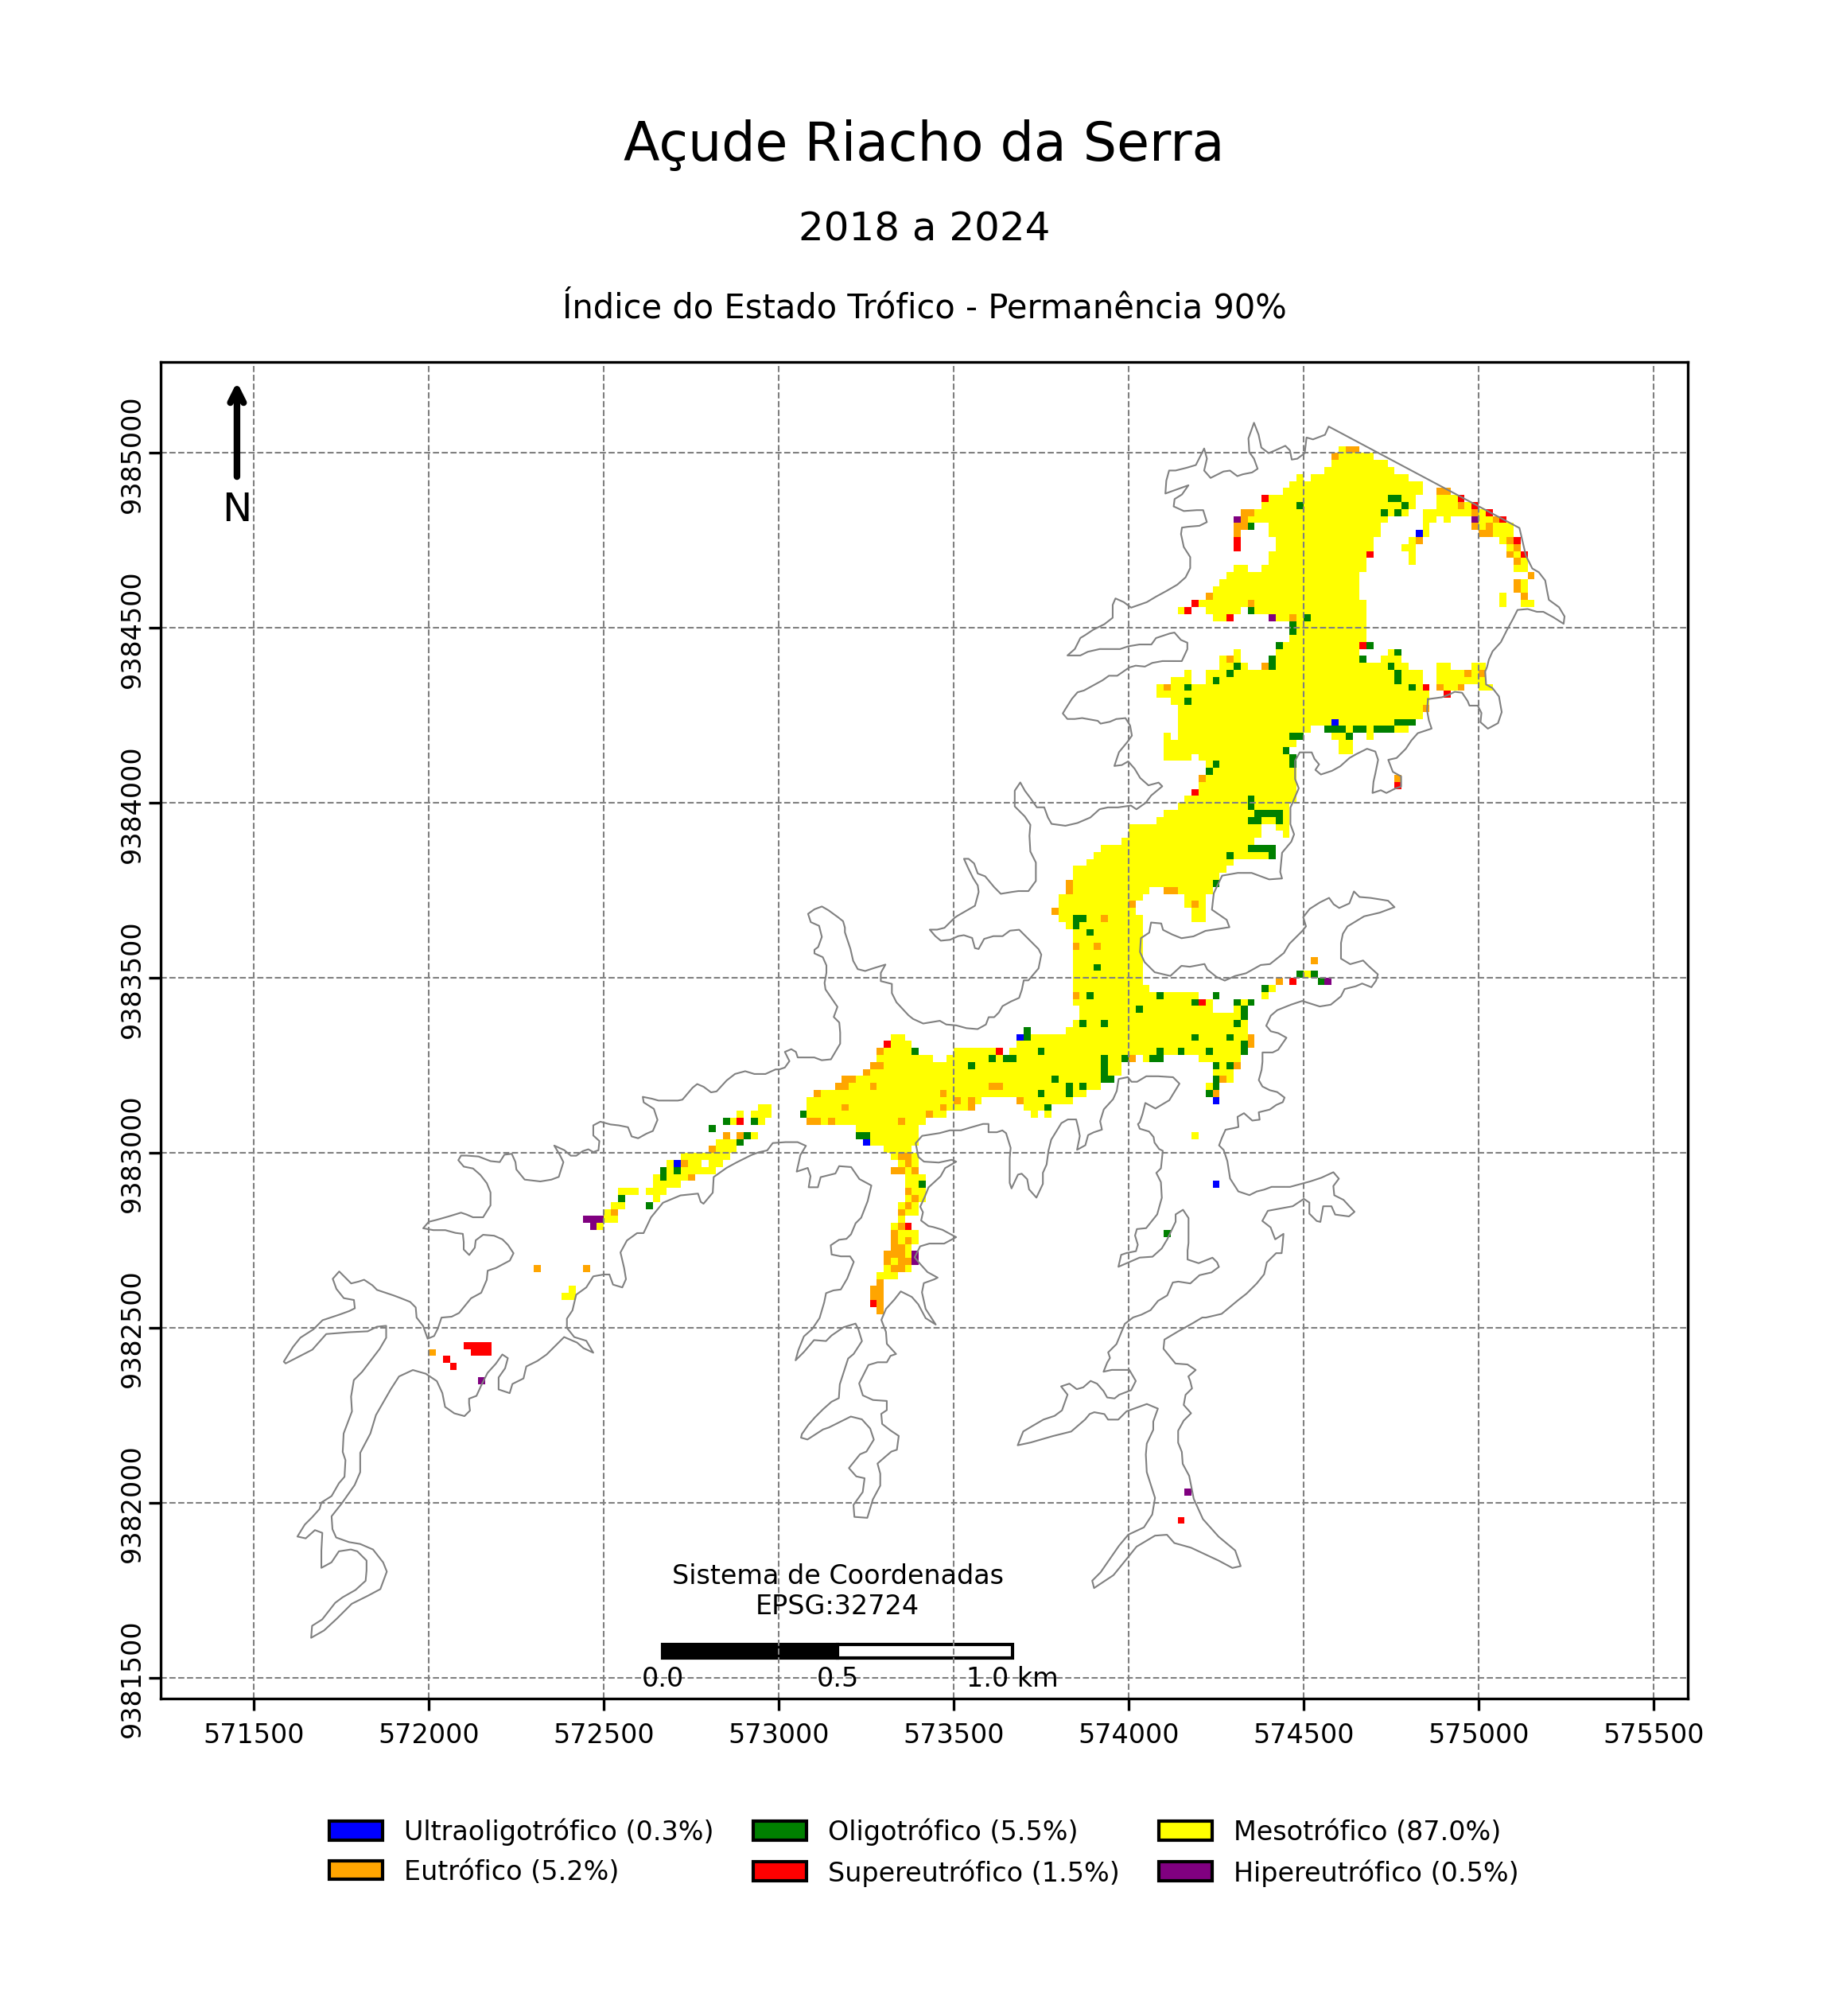 Açude Riacho da Serra
2018 a 2024
Índice do Estado Trófico - Permanência 90%
N
9385000
9384500
9384000
9383500
9383000
9382500
9382000
9381500
Sistema de Coordenadas
EPSG:32724
0.0 0.5 1.0 km
571500 572000 572500 573000 573500 574000 574500 575000 575500
Ultraoligotrófico (0.3%) Oligotrófico (5.5%) Mesotrófico (87.0%)
Eutrófico (5.2%) Supereutrófico (1.5%) Hipereutrófico (0.5%)